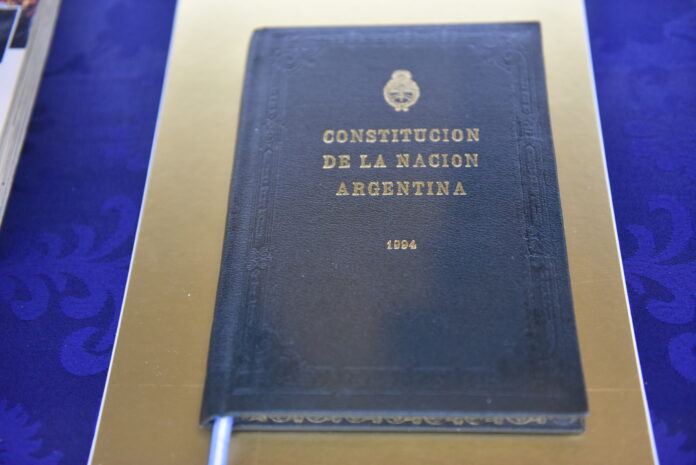 CONSTITUCION
DE LA NACION
ARGENTINA
1994